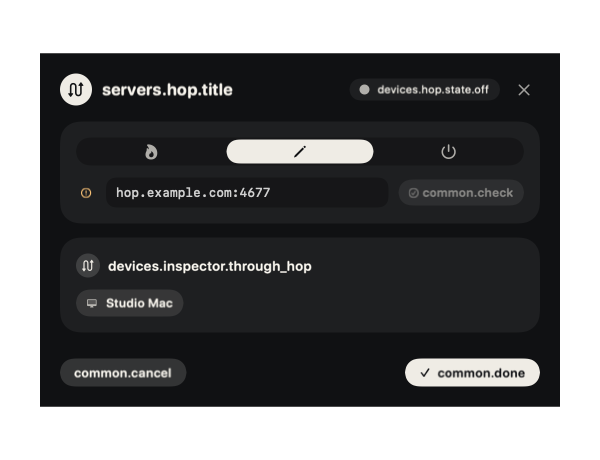 servers.hop.title
devices.hop.state.off
hop.example.com:4677
common.check
devices.inspector.through_hop
Studio Mac
common.cancel
common.done